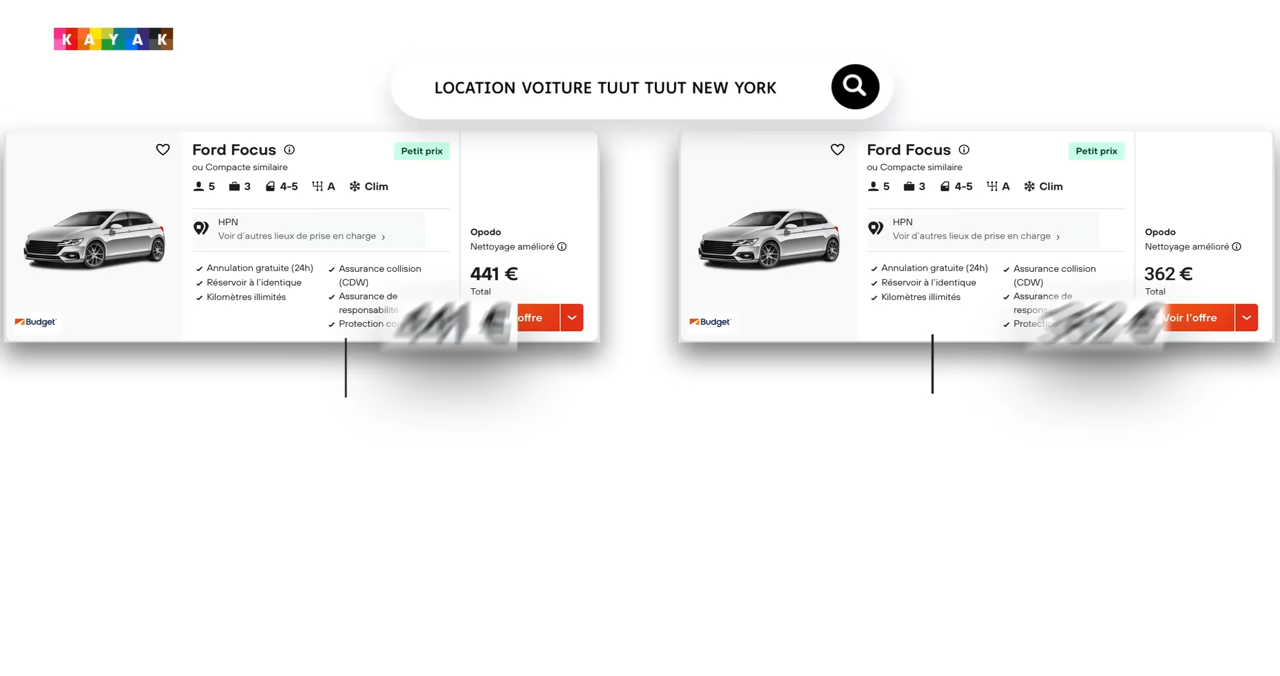 KAYAK
LOCATION VOITURE TUUT TUUT NEW YORK
Ford Focus
Petit prix
ou Compacte similaire
5 3 4-5 A Clim
HPN
Voir d'autres lieux de prise en charge
Annulation gratuite (24h)
Réservoir à l'identique
Kilomètres illimités
Assurance collision
(CDW)
Assurance de
responsabilité
Protection
Opodo
Nettoyage amélioré
441 €
Total
offre
Budget
Ford Focus
Petit prix
ou Compacte similaire
5 3 4-5 A Clim
HPN
Voir d'autres lieux de prise en charge
Annulation gratuite (24h)
Réservoir à l'identique
Kilomètres illimités
Assurance collision
(CDW)
Assurance de
Opodo
Nettoyage amélioré
362 €
Total
Voir l'offre
Budget